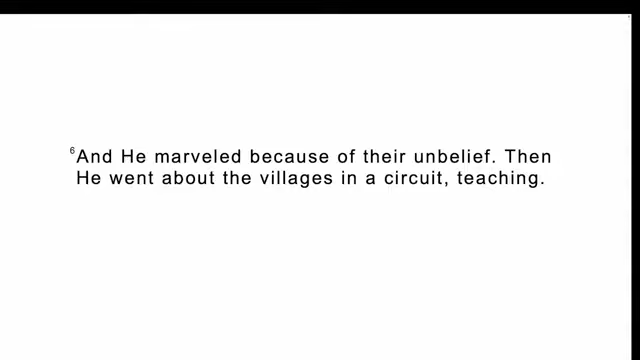 6And He marveled because of their unbelief. Then
He went about the villages in a circuit, teaching.